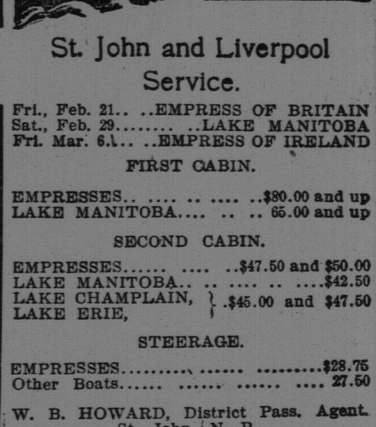 St. John and Liverpool
Service.
Fri., Feb. 21.. ..EMPRESS OF BRITAIN
Sat., Feb. 29........ ..LAKE MANITOBA
Fri. Mar. 6.... ..EMPRESS OF IRELAND
FIRST CABIN.
EMPRESSES.. .... .. .. .... ..$80.00 and up
LAKE MANITOBA.... .. .. .. 65.00 and up
SECOND CABIN.
EMPRESSES...... .... ..$47.50 and $50.00
LAKE MANITOBA.. .. .... .. ......$42.50
LAKE CHAMPLAIN, } .$45.00 and $47.50
LAKE ERIE,
STEERAGE.
EMPRESSES.......... ...... .........$28.75
Other Boats...... ...... ...... .... 27.50
W. B. HOWARD, District Pass. Agent.
St. John, N. B.